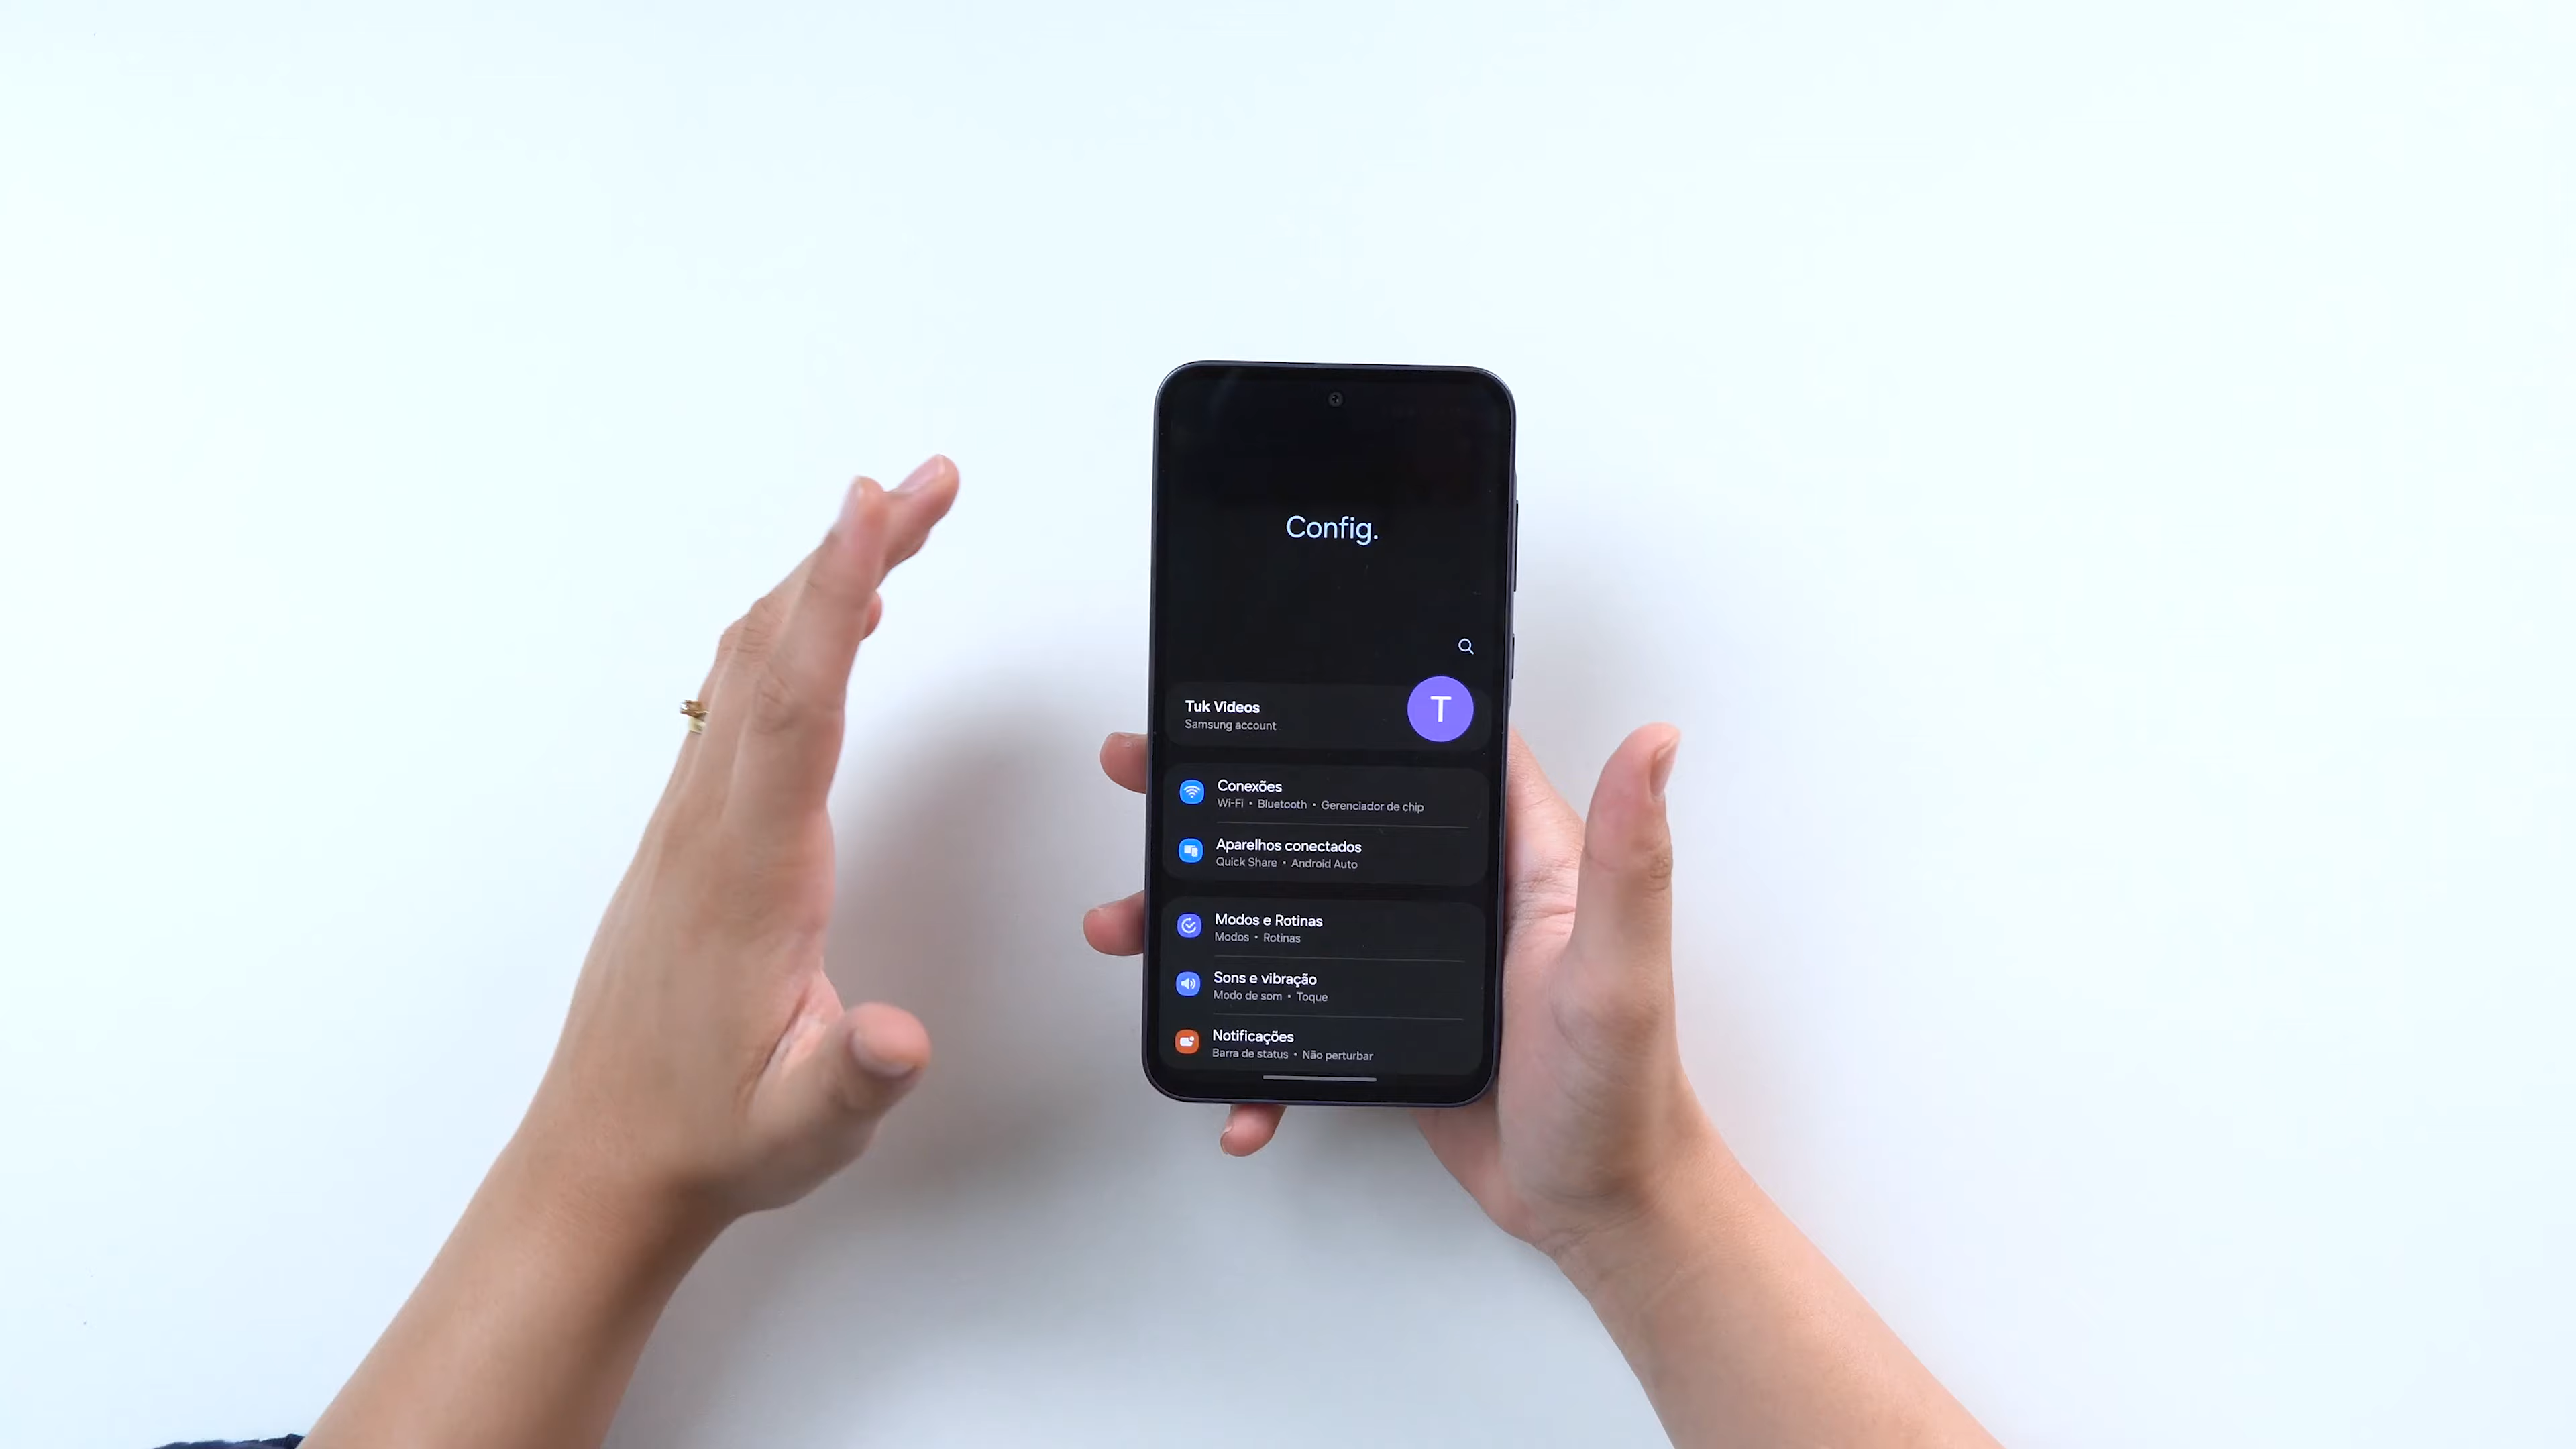 Config.
Tuk Videos
T
Samsung account
Conexões
Wi-Fi • Bluetooth • Gerenciador de chip
Aparelhos conectados
Quick Share • Android Auto
Modos e Rotinas
Modos • Rotinas
Sons e vibração
Modo de som • Toque
Notificações
Barra de status • Não perturbar